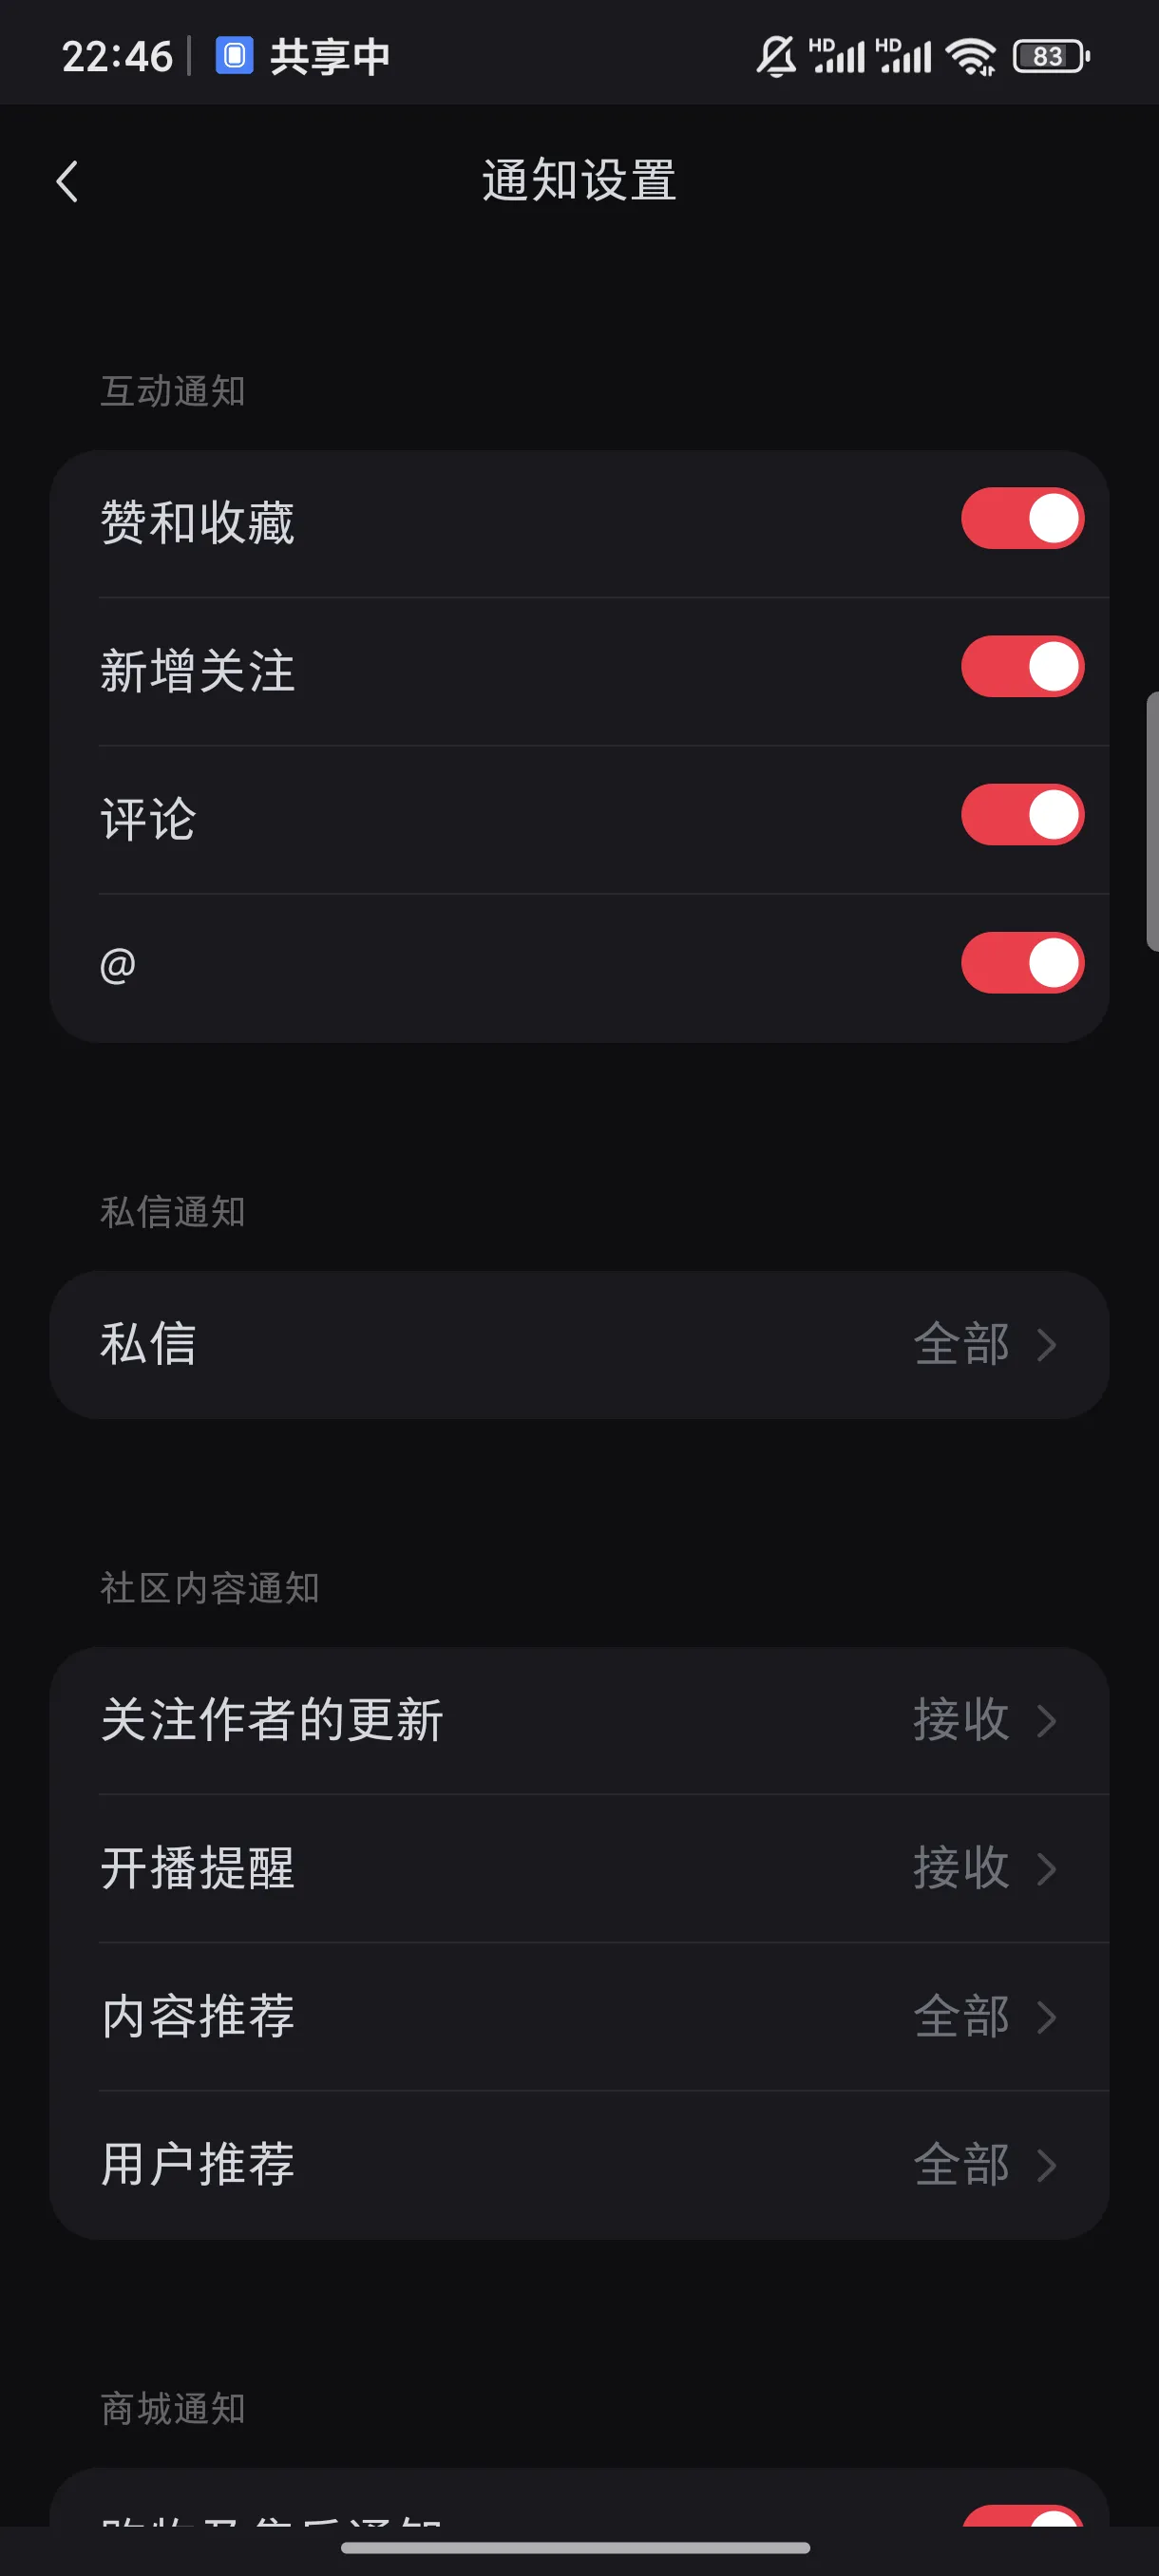 22:46 共享中 HD HD 83
通知设置
互动通知
赞和收藏
新增关注
评论
@
私信通知
私信 全部
社区内容通知
关注作者的更新 接收
开播提醒 接收
内容推荐 全部
用户推荐 全部
商城通知